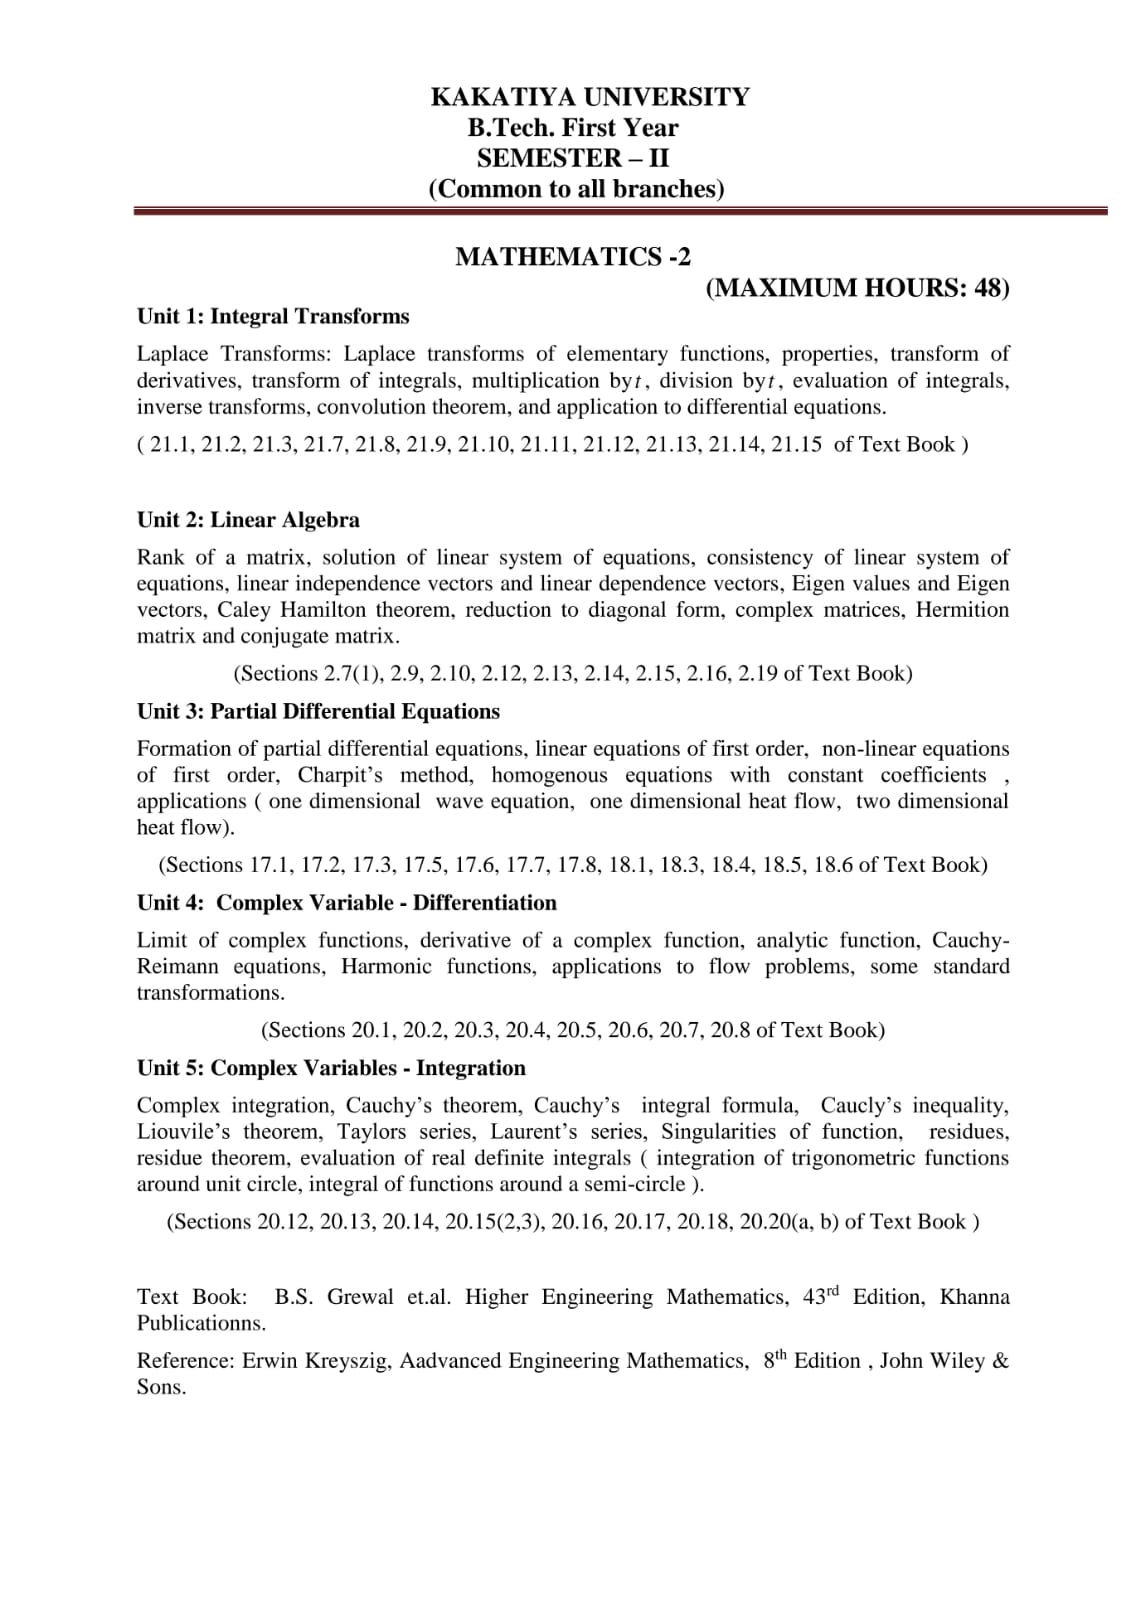 KAKATIYA UNIVERSITY
B.Tech. First Year
SEMESTER – II
(Common to all branches)
MATHEMATICS -2
(MAXIMUM HOURS: 48)
Unit 1: Integral Transforms
Laplace Transforms: Laplace transforms of elementary functions, properties, transform of
derivatives, transform of integrals, multiplication by t , division by t , evaluation of integrals,
inverse transforms, convolution theorem, and application to differential equations.
( 21.1, 21.2, 21.3, 21.7, 21.8, 21.9, 21.10, 21.11, 21.12, 21.13, 21.14, 21.15 of Text Book )
Unit 2: Linear Algebra
Rank of a matrix, solution of linear system of equations, consistency of linear system of
equations, linear independence vectors and linear dependence vectors, Eigen values and Eigen
vectors, Caley Hamilton theorem, reduction to diagonal form, complex matrices, Hermition
matrix and conjugate matrix.
(Sections 2.7(1), 2.9, 2.10, 2.12, 2.13, 2.14, 2.15, 2.16, 2.19 of Text Book)
Unit 3: Partial Differential Equations
Formation of partial differential equations, linear equations of first order, non-linear equations
of first order, Charpit’s method, homogenous equations with constant coefficients ,
applications ( one dimensional wave equation, one dimensional heat flow, two dimensional
heat flow).
(Sections 17.1, 17.2, 17.3, 17.5, 17.6, 17.7, 17.8, 18.1, 18.3, 18.4, 18.5, 18.6 of Text Book)
Unit 4: Complex Variable - Differentiation
Limit of complex functions, derivative of a complex function, analytic function, Cauchy-
Reimann equations, Harmonic functions, applications to flow problems, some standard
transformations.
(Sections 20.1, 20.2, 20.3, 20.4, 20.5, 20.6, 20.7, 20.8 of Text Book)
Unit 5: Complex Variables - Integration
Complex integration, Cauchy’s theorem, Cauchy’s integral formula, Caucly’s inequality,
Liouvile’s theorem, Taylors series, Laurent’s series, Singularities of function, residues,
residue theorem, evaluation of real definite integrals ( integration of trigonometric functions
around unit circle, integral of functions around a semi-circle ).
(Sections 20.12, 20.13, 20.14, 20.15(2,3), 20.16, 20.17, 20.18, 20.20(a, b) of Text Book )
Text Book: B.S. Grewal et.al. Higher Engineering Mathematics, 43rd Edition, Khanna
Publicationns.
Reference: Erwin Kreyszig, Aadvanced Engineering Mathematics, 8th Edition , John Wiley &
Sons.